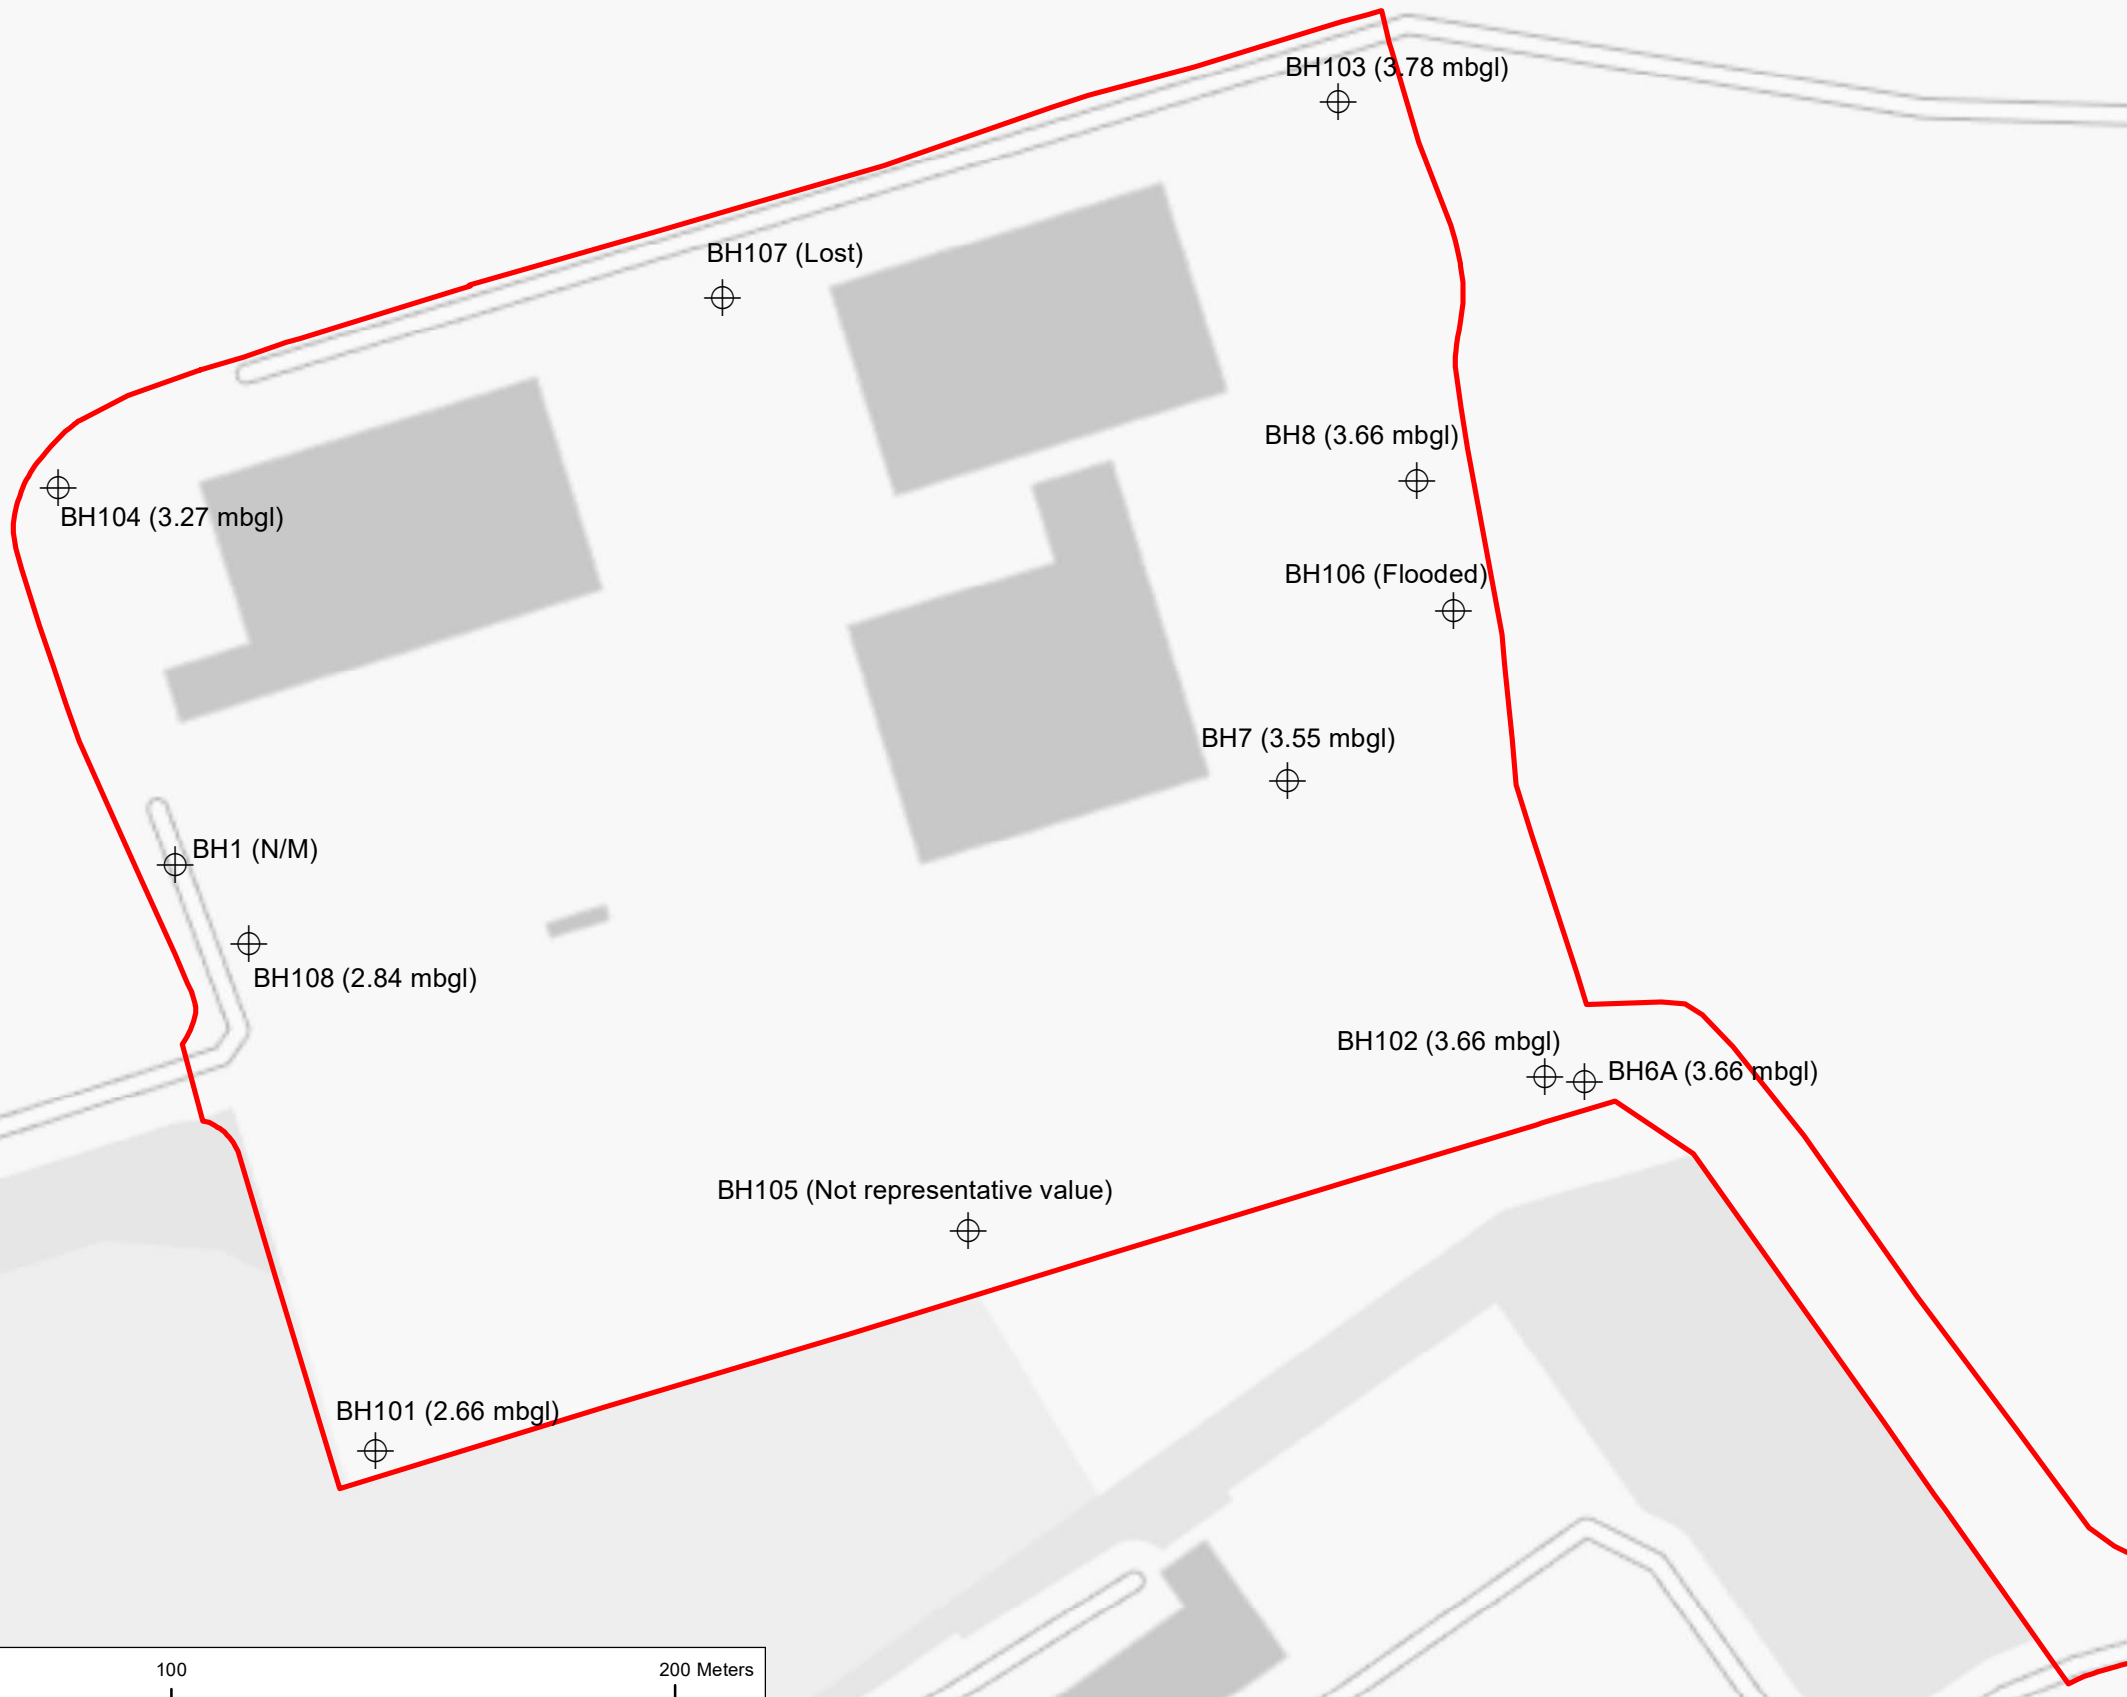 BH103 (3.78 mbgl)
BH107 (Lost)
BH8 (3.66 mbgl)
BH104 (3.27 mbgl)
BH106 (Flooded)
BH7 (3.55 mbgl)
BH1 (N/M)
BH108 (2.84 mbgl)
BH102 (3.66 mbgl)
BH6A (3.66 mbgl)
BH105 (Not representative value)
BH101 (2.66 mbgl)
100
200 Meters